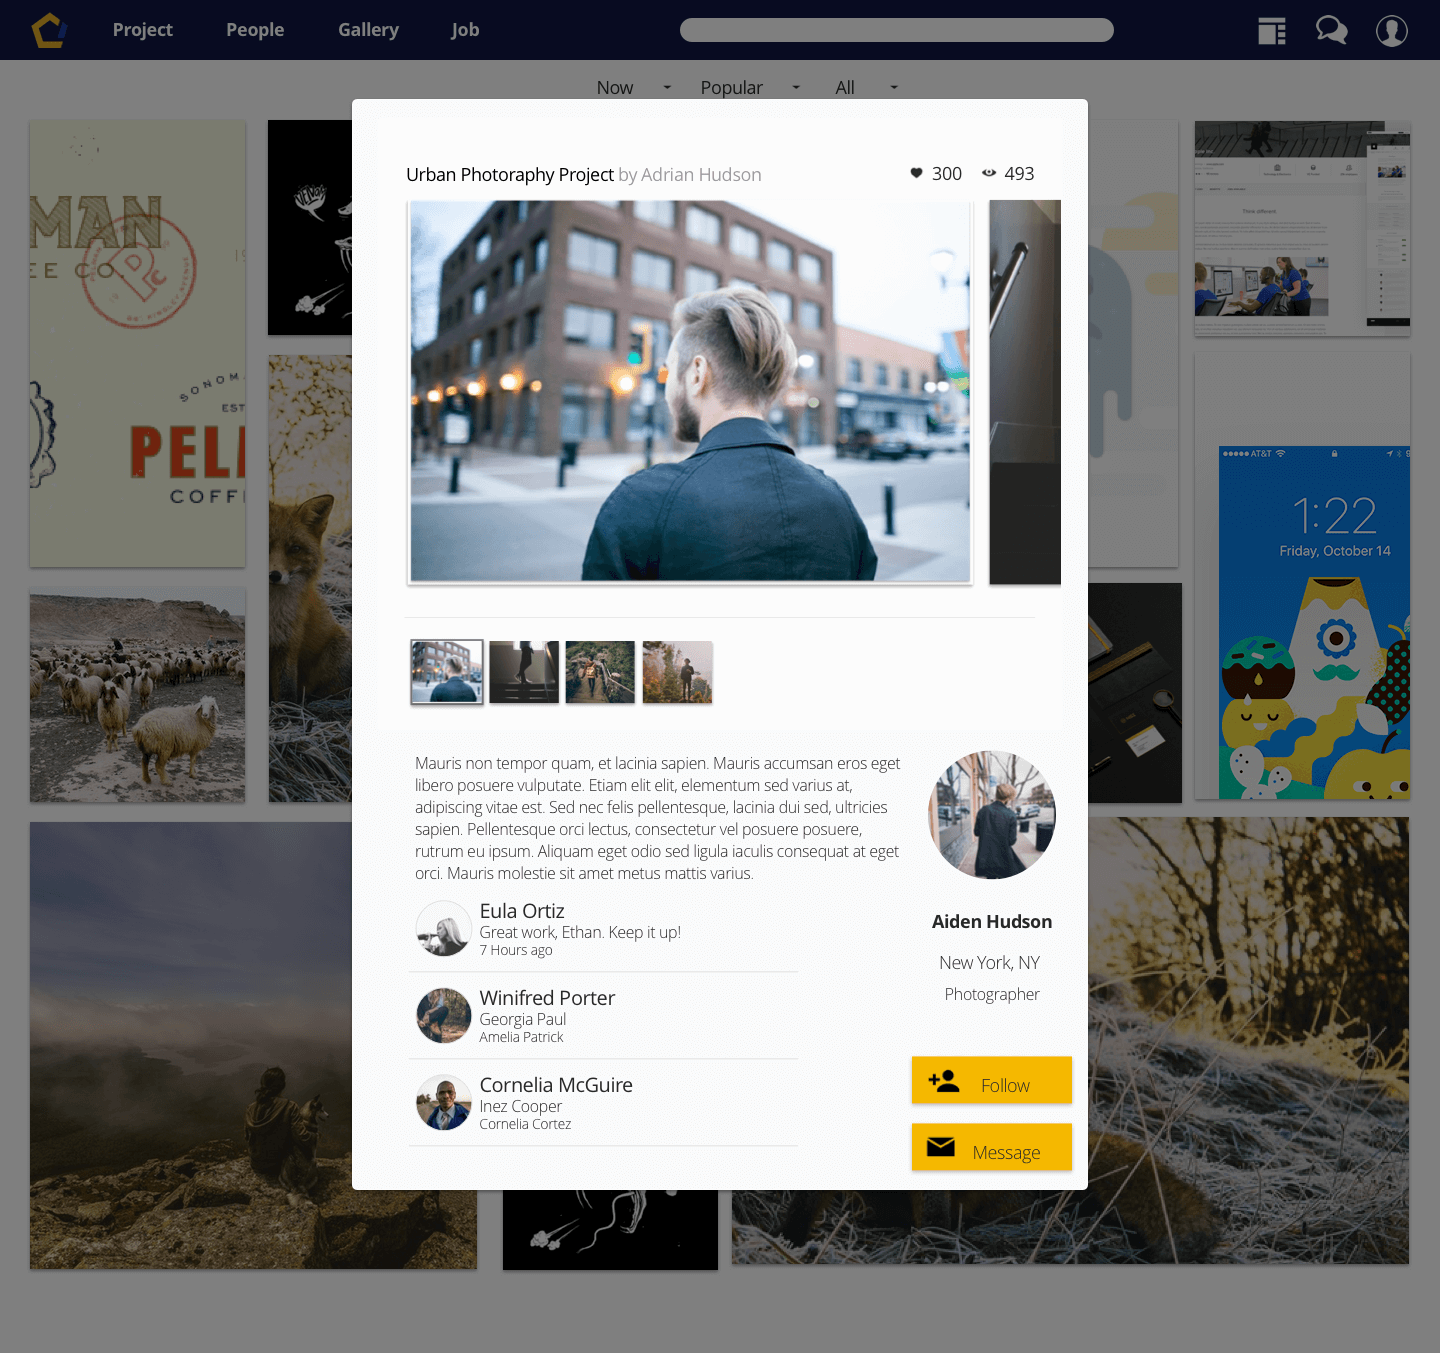 Project People Gallery Job
Now Popular All
Urban Photoraphy Project by Adrian Hudson 300 493
MAN
EE CO.
SONOMA
EST
PELI
COFF
Think different
AT&T
1:22
Friday, October 14
Mauris non tempor quam, et lacinia sapien. Mauris accumsan eros eget
libero posuere vulputate. Etiam elit elit, elementum sed varius at,
adipiscing vitae est. Sed nec felis pellentesque, lacinia dui sed, ultricies
sapien. Pellentesque orci lectus, consectetur vel posuere posuere,
rutrum eu ipsum. Aliquam eget odio sed ligula iaculis consequat at eget
orci. Mauris molestie sit amet metus mattis varius.
Eula Ortiz
Great work, Ethan. Keep it up!
7 Hours ago
Winifred Porter
Georgia Paul
Amelia Patrick
Cornelia McGuire
Inez Cooper
Cornelia Cortez
Aiden Hudson
New York, NY
Photographer
Follow
Message